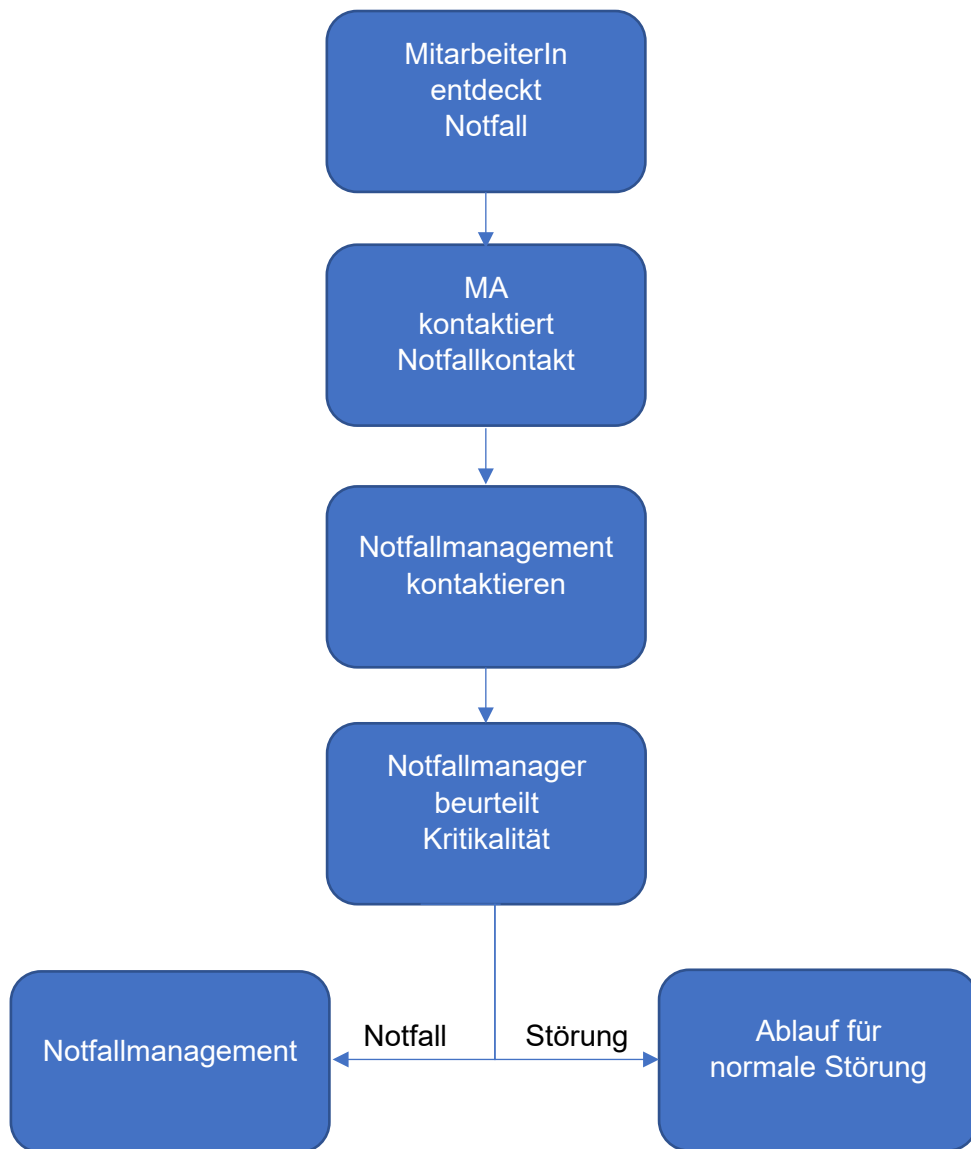 MitarbeiterIn
entdeckt
Notfall
MA
kontaktiert
Notfallkontakt
Notfallmanagement
kontaktieren
Notfallmanager
beurteilt
Kritikalität
Notfall
Störung
Notfallmanagement
Ablauf für
normale Störung